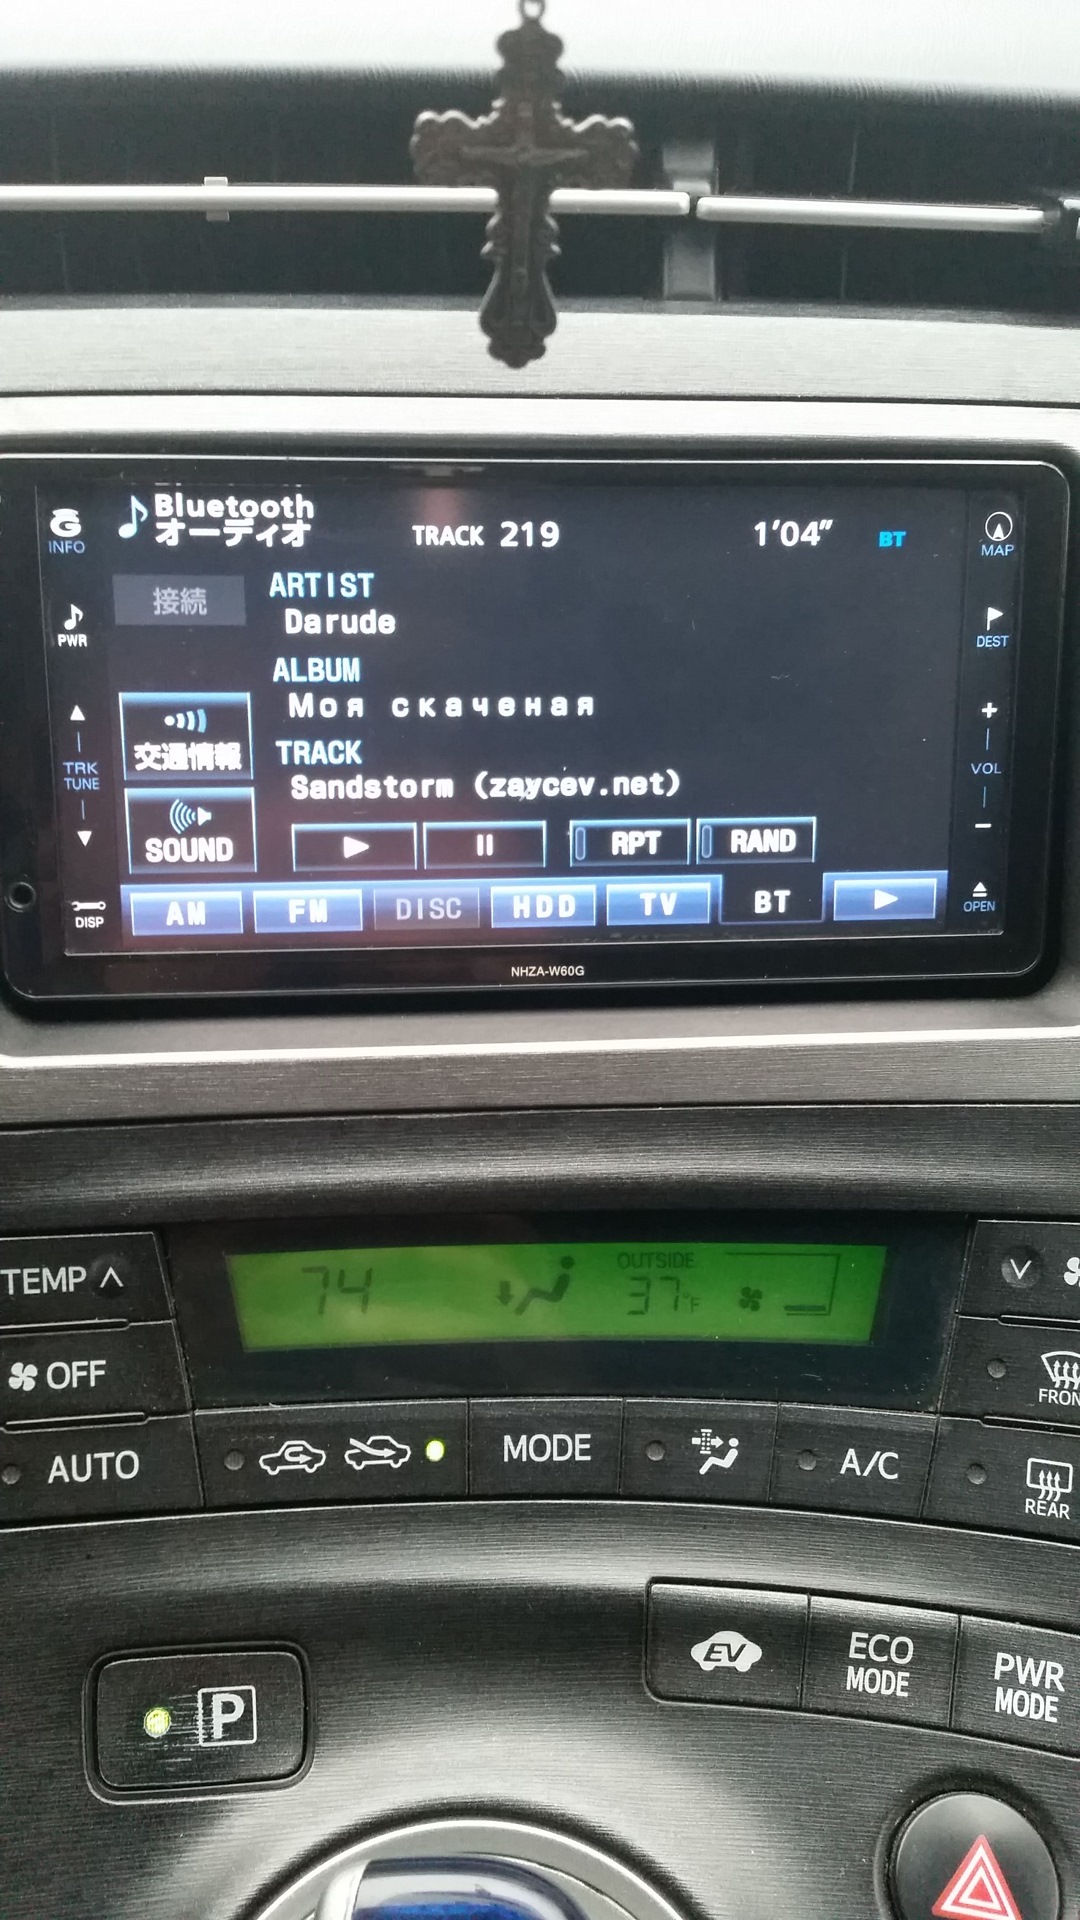 Bluetooth
オーディオ
TRACK 219
1'04"
BT
INFO
MAP
接続
ARTIST
Darude
PWR
DEST
ALBUM
Моя скаченая
交通情報
TRK
TUNE
VOL
TRACK
Sandstorm (zaycev.net)
SOUND
RPT
RAND
DISP
AM
FM
DISC
HDD
TV
BT
OPEN
NHZA-W60G
TEMP
74
OUTSIDE
37°F
OFF
AUTO
MODE
A/C
REAR
EV
ECO
MODE
PWR
MODE
P